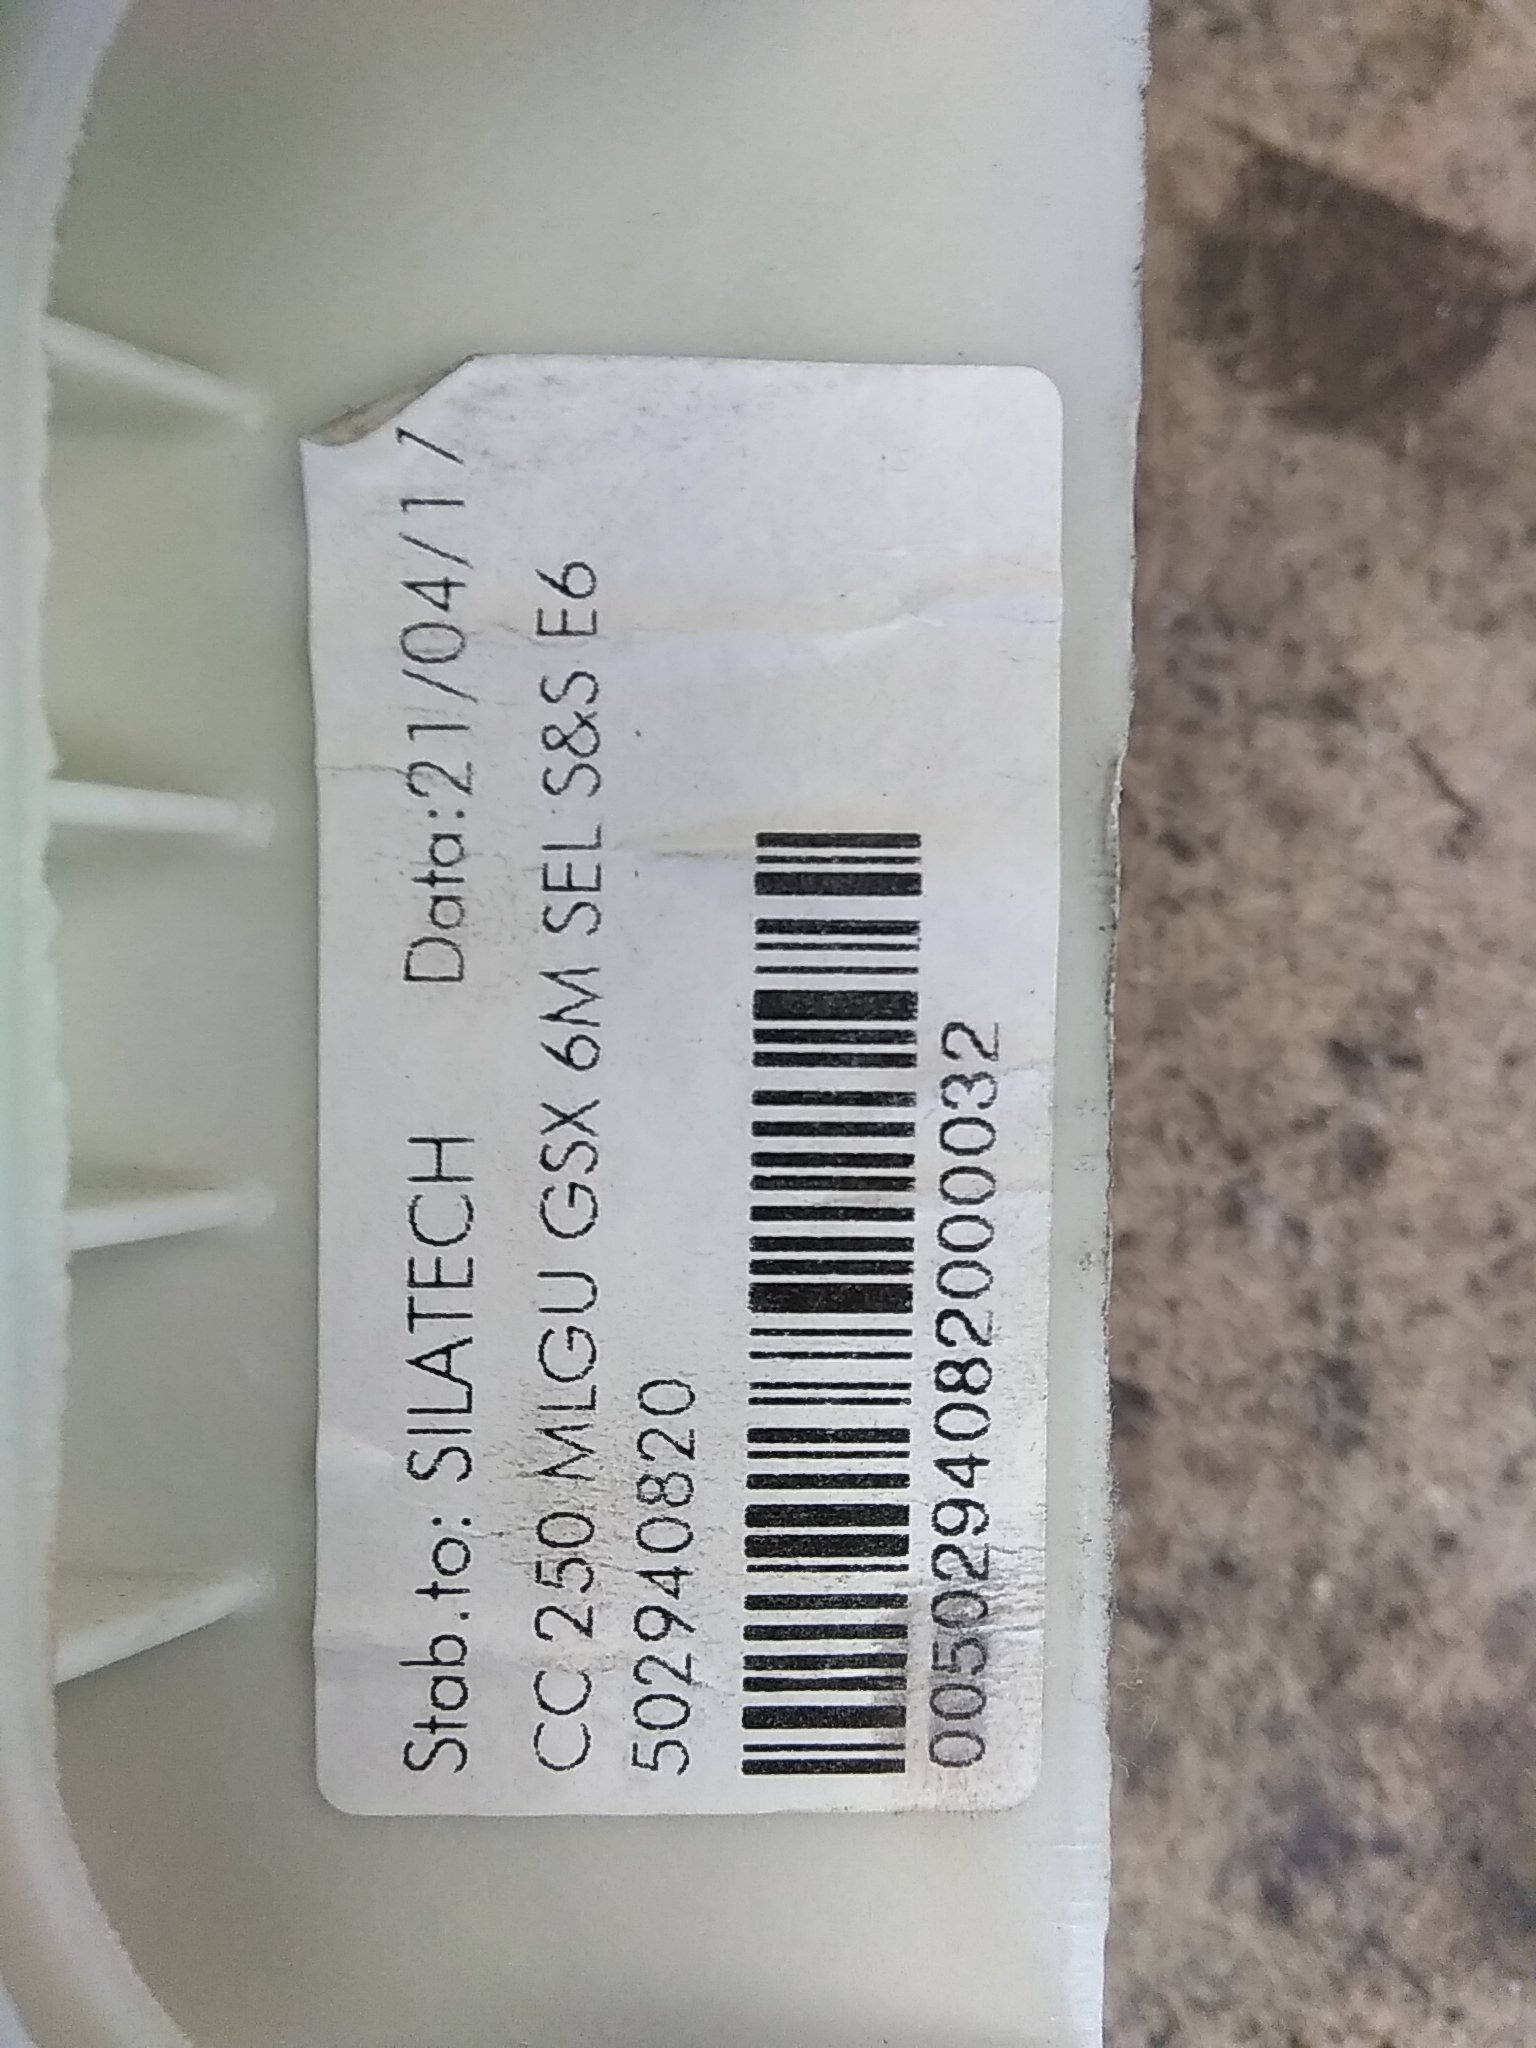 Stab.to: SILATECH Data:21/04/17
CC 250 MLGU GSX 6M SEL S&S E6
502940820
00502940820000032